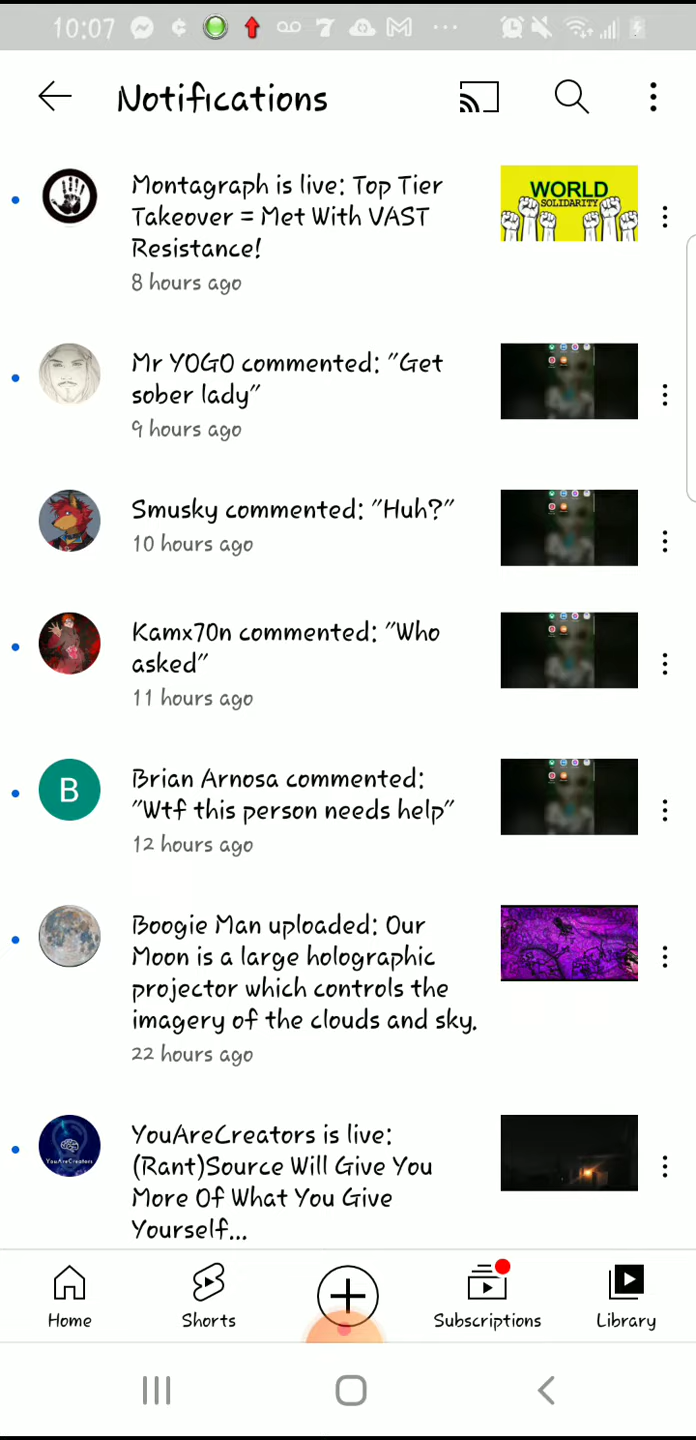 10:07
Notifications
Montagraph is live: Top Tier
Takeover = Met With VAST
Resistance!
8 hours ago
WORLD
SOLIDARITY
Mr YOGO commented: "Get
sober lady"
9 hours ago
Smusky commented: "Huh?"
10 hours ago
Kamx70n commented: "Who
asked"
11 hours ago
B
Brian Arnosa commented:
"Wtf this person needs help"
12 hours ago
Boogie Man uploaded: Our
Moon is a large holographic
projector which controls the
imagery of the clouds and sky.
22 hours ago
YouAreCreators
YouAreCreators is live:
(Rant)Source Will Give You
More Of What You Give
Yourself...
Home
Shorts
Subscriptions
Library